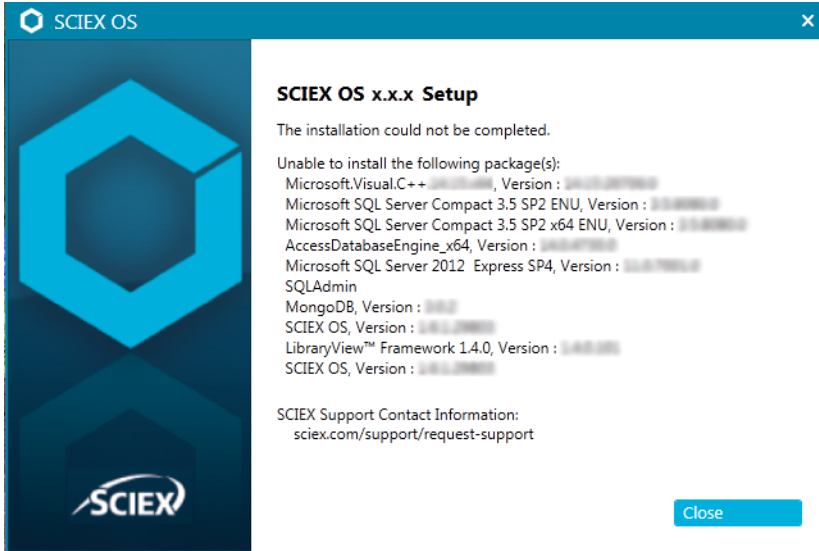 SCIEX OS
SCIEX OS x.x.x Setup
The installation could not be completed.
Unable to install the following package(s):
Microsoft.Visual.C++ , Version :
Microsoft SQL Server Compact 3.5 SP2 ENU, Version :
Microsoft SQL Server Compact 3.5 SP2 x64 ENU, Version :
AccessDatabaseEngine_x64, Version :
Microsoft SQL Server 2012 Express SP4, Version :
SQLAdmin
MongoDB, Version :
SCIEX OS, Version :
LibraryView™ Framework 1.4.0, Version :
SCIEX OS, Version :
SCIEX Support Contact Information:
sciex.com/support/request-support
SCIEX
Close